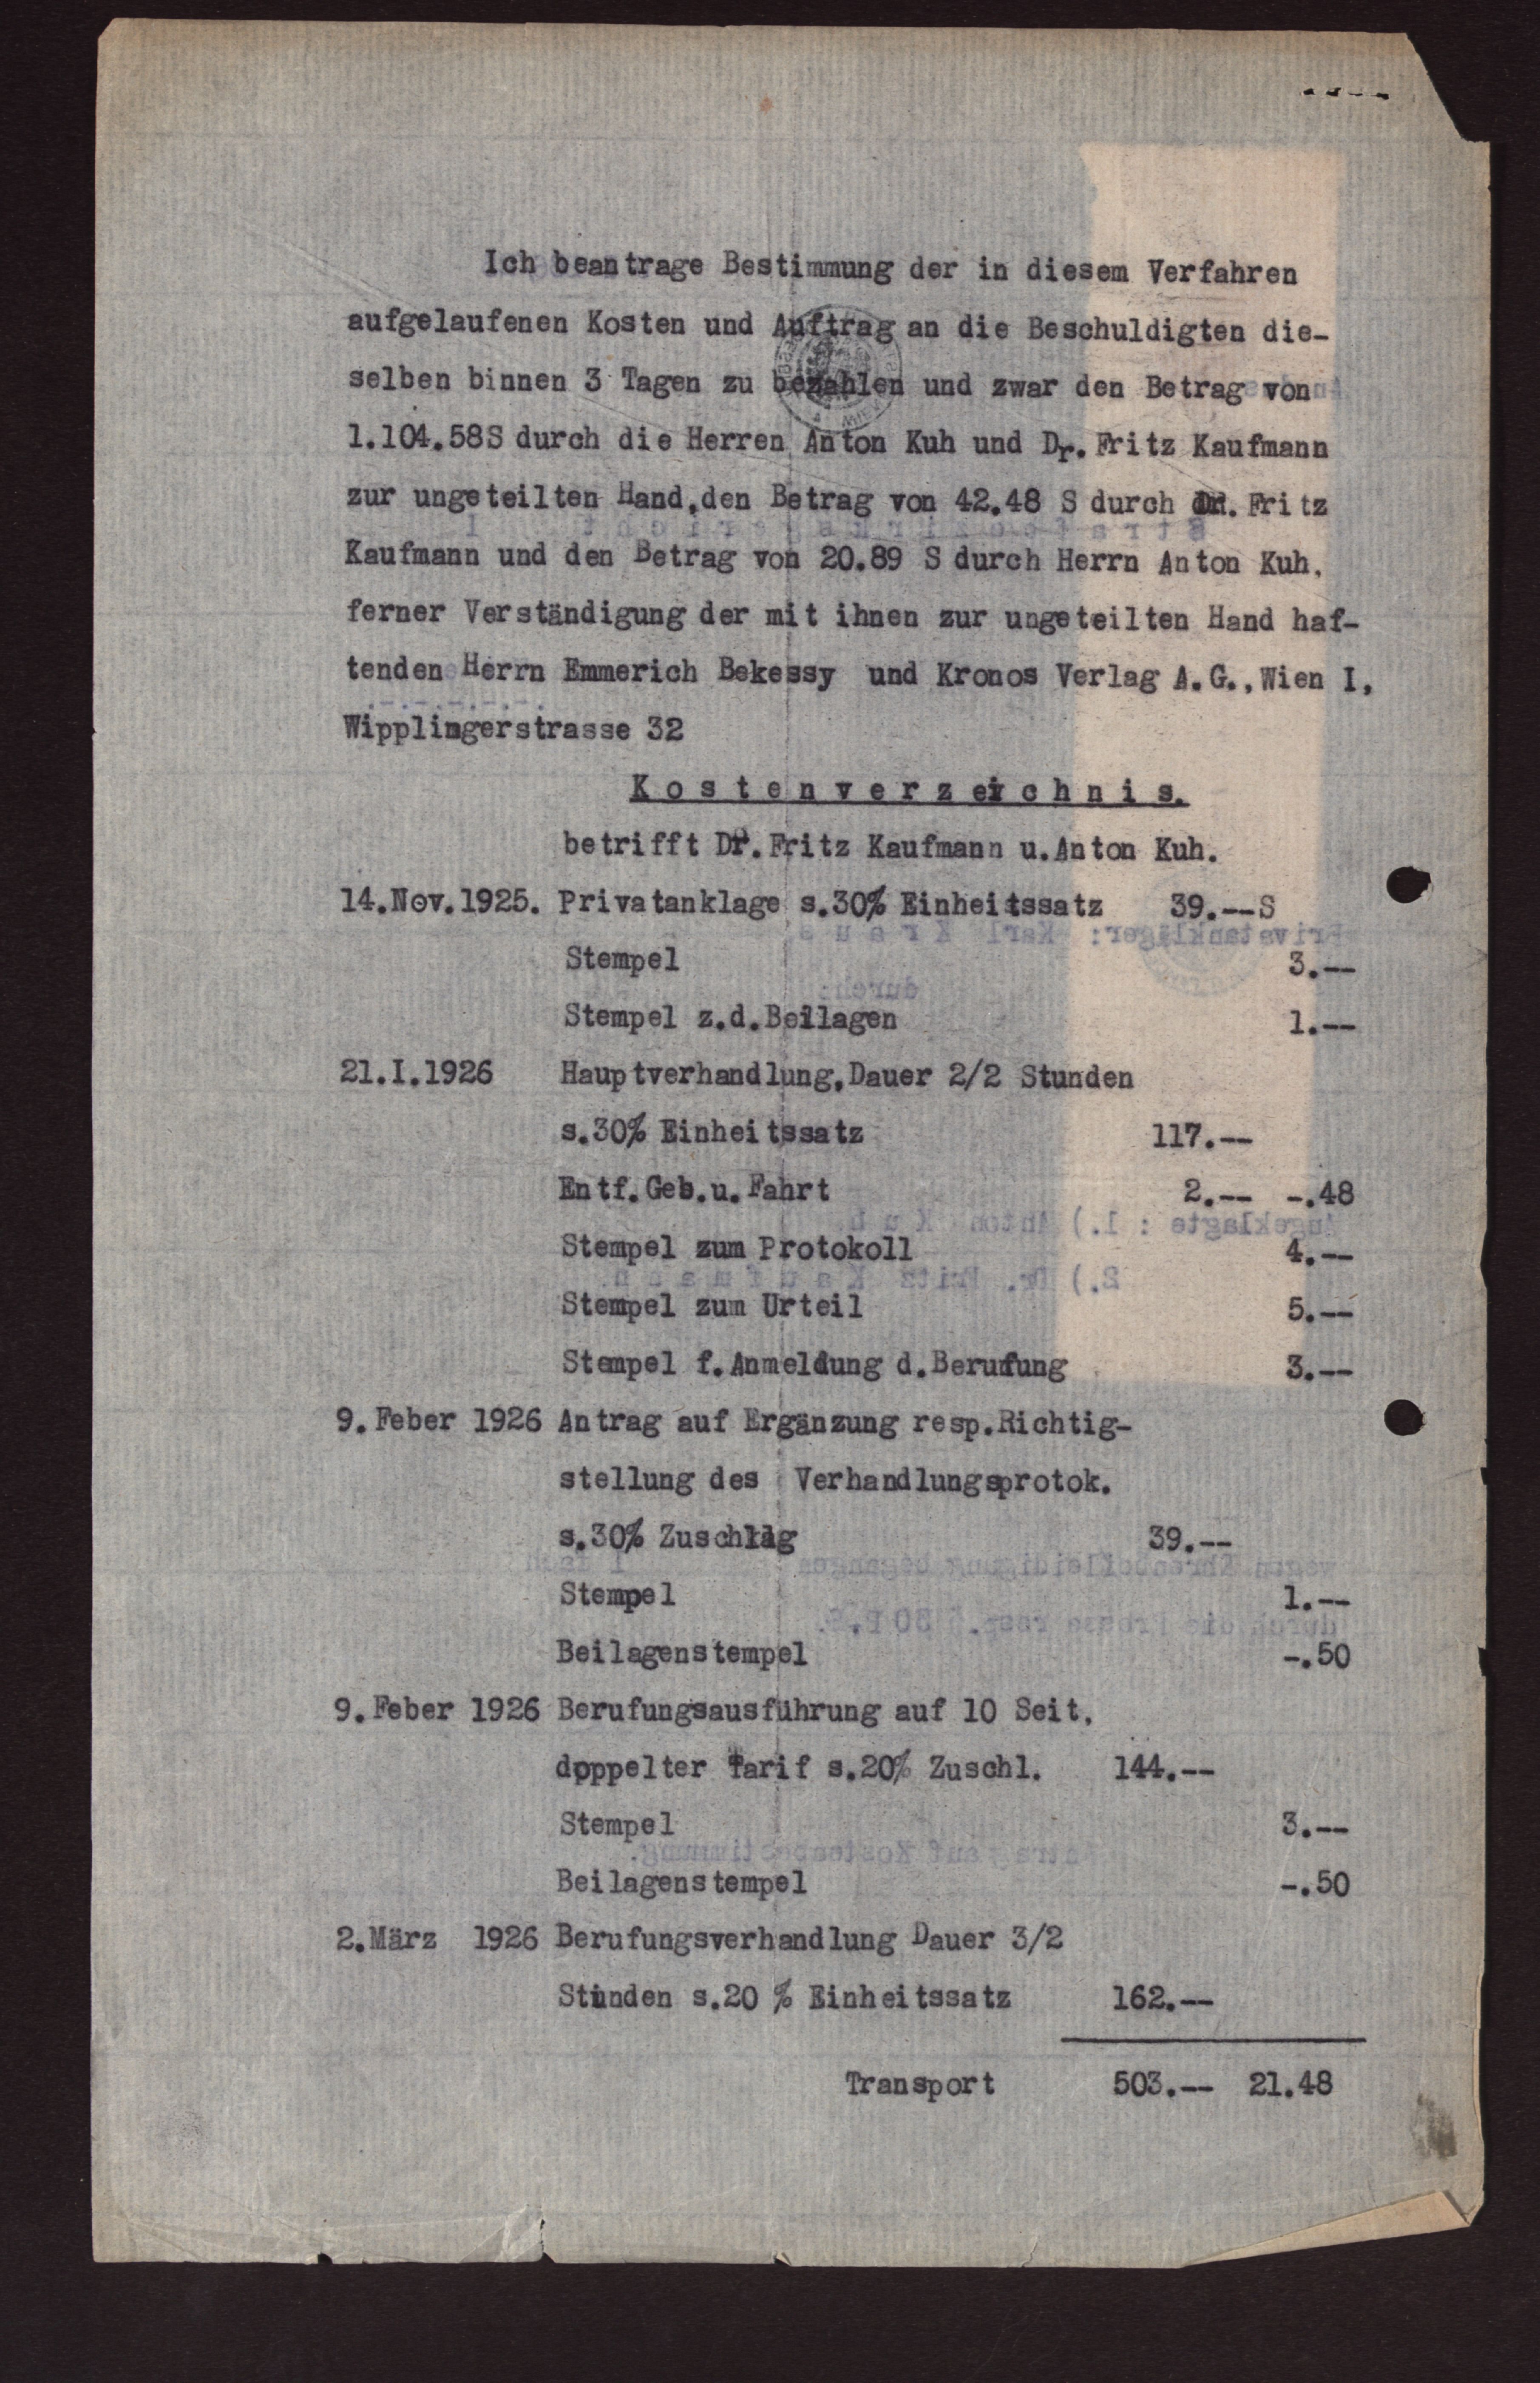 Ich beantrage Bestimmung der in diesem Verfahren
aufgelaufenen Kosten und Auftrag an die Beschuldigten die-
selben binnen 3 Tagen zu bezahlen und zwar den Betrag von
1.104.58S durch die Herren Anton Kuh und Dr. Fritz Kaufmann
zur ungeteilten Hand, den Betrag von 42.48 S durch Dr. Fritz
Kaufmann und den Betrag von 20.89 S durch Herrn Anton Kuh,
ferner Verständigung der mit ihnen zur ungeteilten Hand haf-
tenden Herrn Emmerich Bekessy und Kronos Verlag A.G., Wien I,
Wipplingerstrasse 32
Kostenverzeichnis.
betrifft Dr. Fritz Kaufmann u. Anton Kuh.
14.Nov.1925. Privatanklage s.30% Einheitssatz 39.--S
Stempel 3.--
Stempel z.d.Beilagen 1.--
21.I.1926 Hauptverhandlung, Dauer 2/2 Stunden
s.30% Einheitssatz 117.--
Entf.Geb.u.Fahrt 2.-- -.48
Stempel zum Protokoll 4.--
Stempel zum Urteil 5.--
Stempel f.Anmeldung d.Berufung 3.--
9.Feber 1926 Antrag auf Ergänzung resp.Richtig-
stellung des Verhandlungsprotok.
s.30% Zuschlag 39.--
Stempel 1.--
Beilagenstempel -.50
9.Feber 1926 Berufungsausführung auf 10 Seit.
doppelter Tarif s.20% Zuschl. 144.--
Stempel 3.--
Beilagenstempel -.50
2.März 1926 Berufungsverhandlung Dauer 3/2
Stunden s.20 % Einheitssatz 162.--
Transport 503.-- 21.48